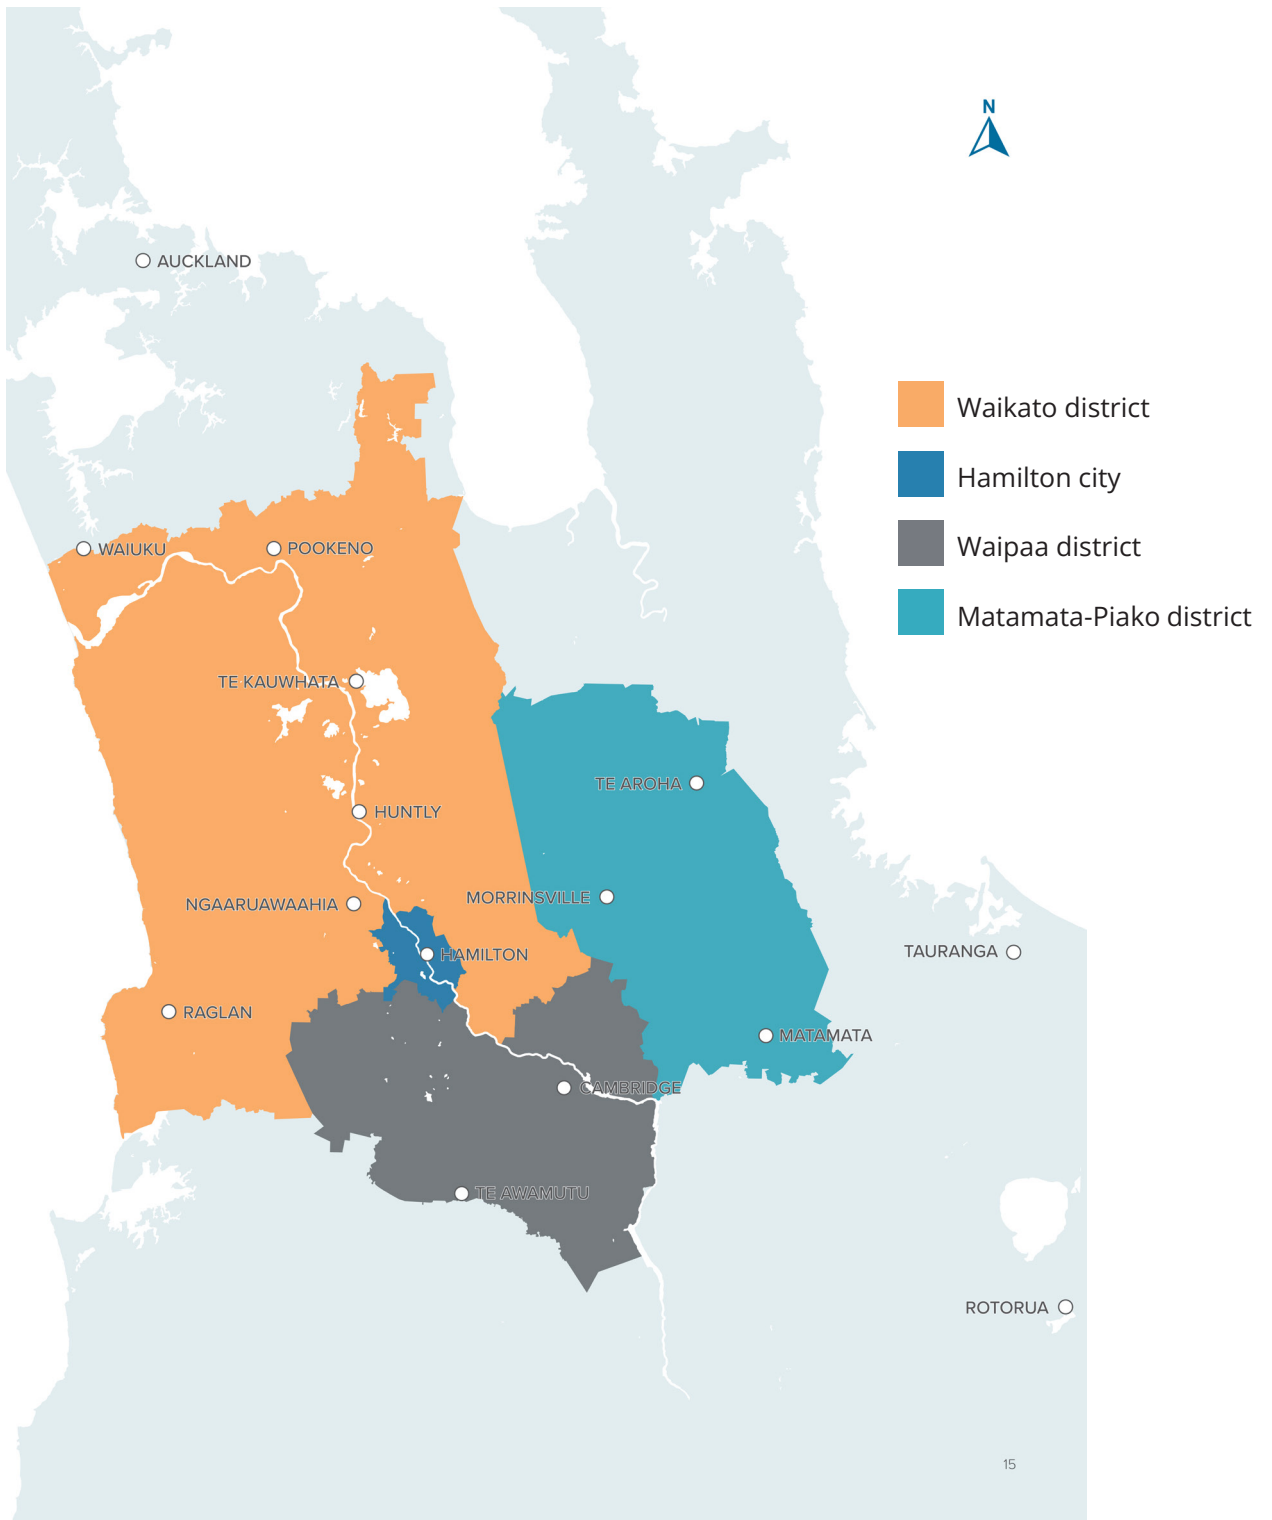 N
AUCKLAND
Waikato district
Hamilton city
Waipaa district
Matamata-Piako district
WAIUKU
POOKENO
TE KAUWHATA
TE AROHA
HUNTLY
MORRINSVILLE
NGAARUAWAAHIA
HAMILTON
TAURANGA
RAGLAN
MATAMATA
CAMBRIDGE
TE AWAMUTU
ROTORUA
15